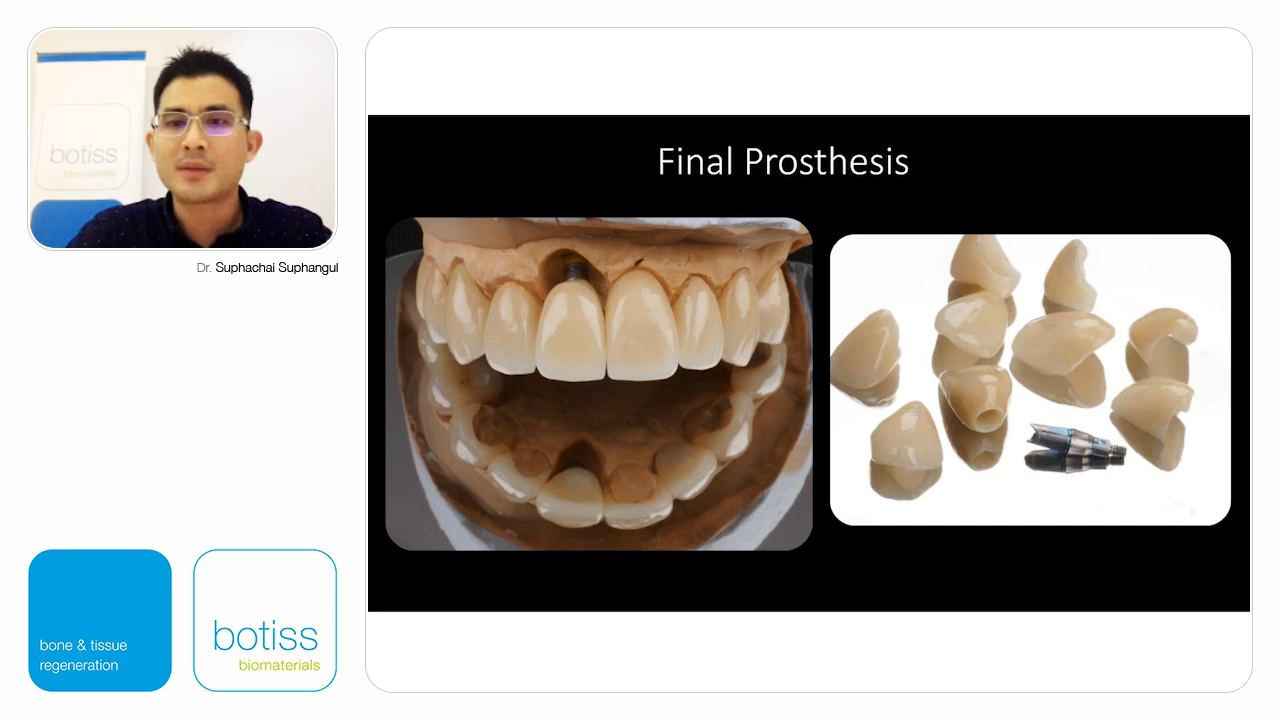 botiss
biomaterials
Dr. Suphachai Suphangul
Final Prosthesis
bone & tissue
regeneration
botiss
biomaterials